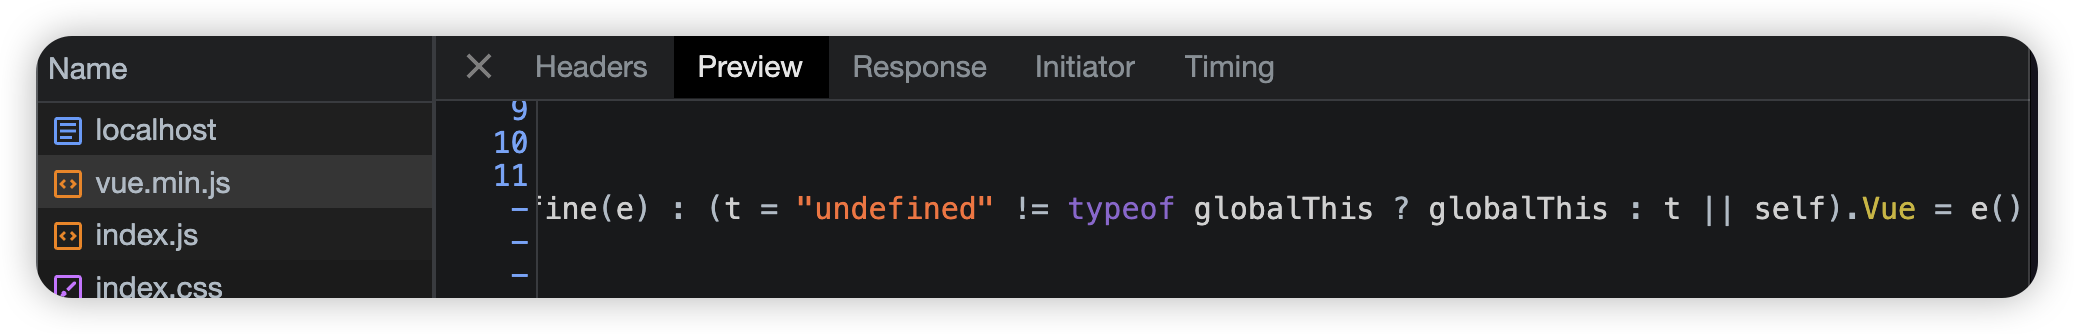 Name
Headers Preview Response Initiator Timing
localhost
vue.min.js
index.js
index.css
9
10
11
- fine(e) : (t = "undefined" != typeof globalThis ? globalThis : t || self).Vue = e()
-
-